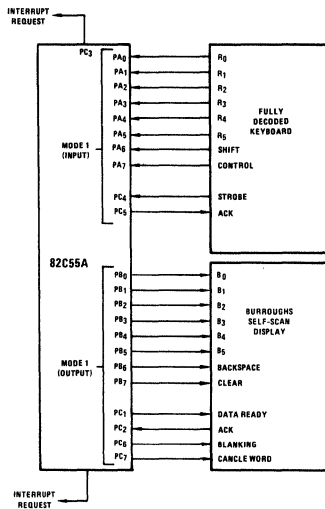 INTERRUPT
REQUEST
PC3
PA0 R0
PA1 R1
PA2 R2
PA3 R3
PA4 R4
PA5 R5
PA6 SHIFT
PA7 CONTROL
PC4 STROBE
PC5 ACK
MODE 1
(INPUT)
FULLY
DECODED
KEYBOARD
82C55A
PB0 B0
PB1 B1
PB2 B2
PB3 B3
PB4 B4
PB5 B5
PB6 BACKSPACE
PB7 CLEAR
PC1 DATA READY
PC2 ACK
PC6 BLANKING
PC7 CANCLE WORD
MODE 1
(OUTPUT)
BURROUGHS
SELF-SCAN
DISPLAY
INTERRUPT
REQUEST